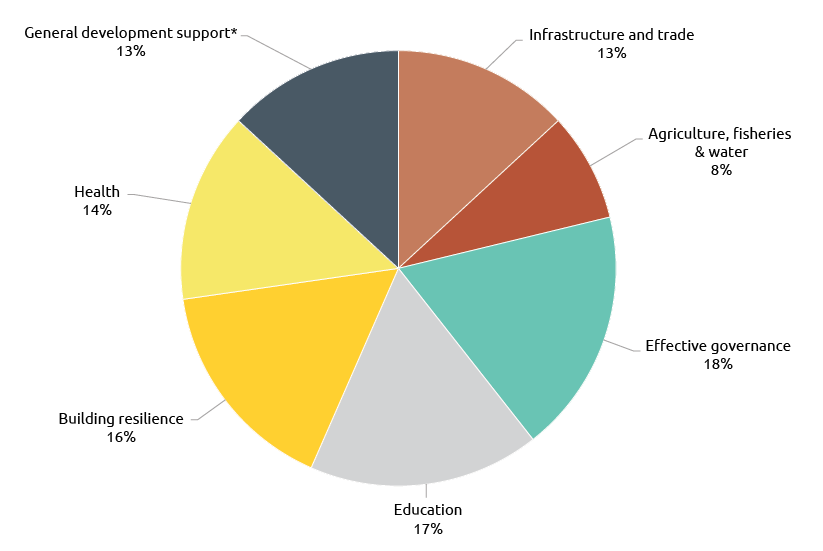 General development support*
13%
Infrastructure and trade
13%
Agriculture, fisheries
& water
8%
Health
14%
Effective governance
18%
Building resilience
16%
Education
17%